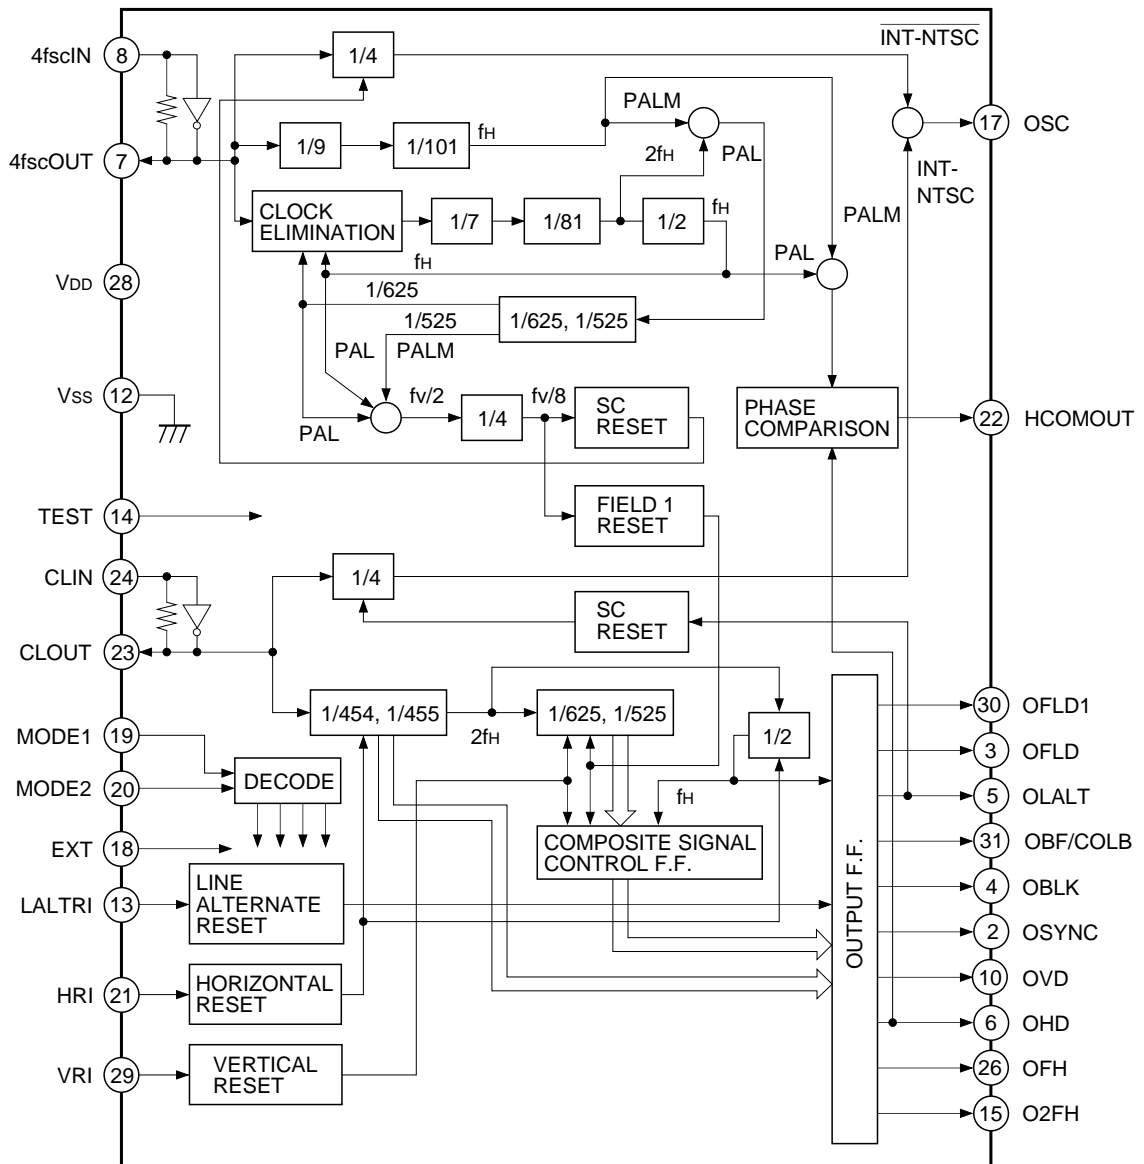 4fscIN
8
1/4
INT-NTSC
17
OSC
INT-
NTSC
4fscOUT
7
1/9
1/101
fH
PALM
2fH
PAL
CLOCK
ELIMINATION
1/7
1/81
1/2
fH
PALM
PAL
VDD
28
fH
1/625
1/525
1/625, 1/525
PAL
PALM
VSS
12
PAL
fv/2
1/4
fv/8
SC
RESET
PHASE
COMPARISON
22
HCOMOUT
TEST
14
FIELD 1
RESET
CLIN
24
1/4
SC
RESET
CLOUT
23
1/454, 1/455
2fH
1/625, 1/525
1/2
fH
MODE1
19
MODE2
20
DECODE
EXT
18
COMPOSITE SIGNAL
CONTROL F.F.
LALTRI
13
LINE
ALTERNATE
RESET
HRI
21
HORIZONTAL
RESET
VRI
29
VERTICAL
RESET
OUTPUT F.F.
30
OFLD1
3
OFLD
5
OLALT
31
OBF/COLB
4
OBLK
2
OSYNC
10
OVD
6
OHD
26
OFH
15
O2FH